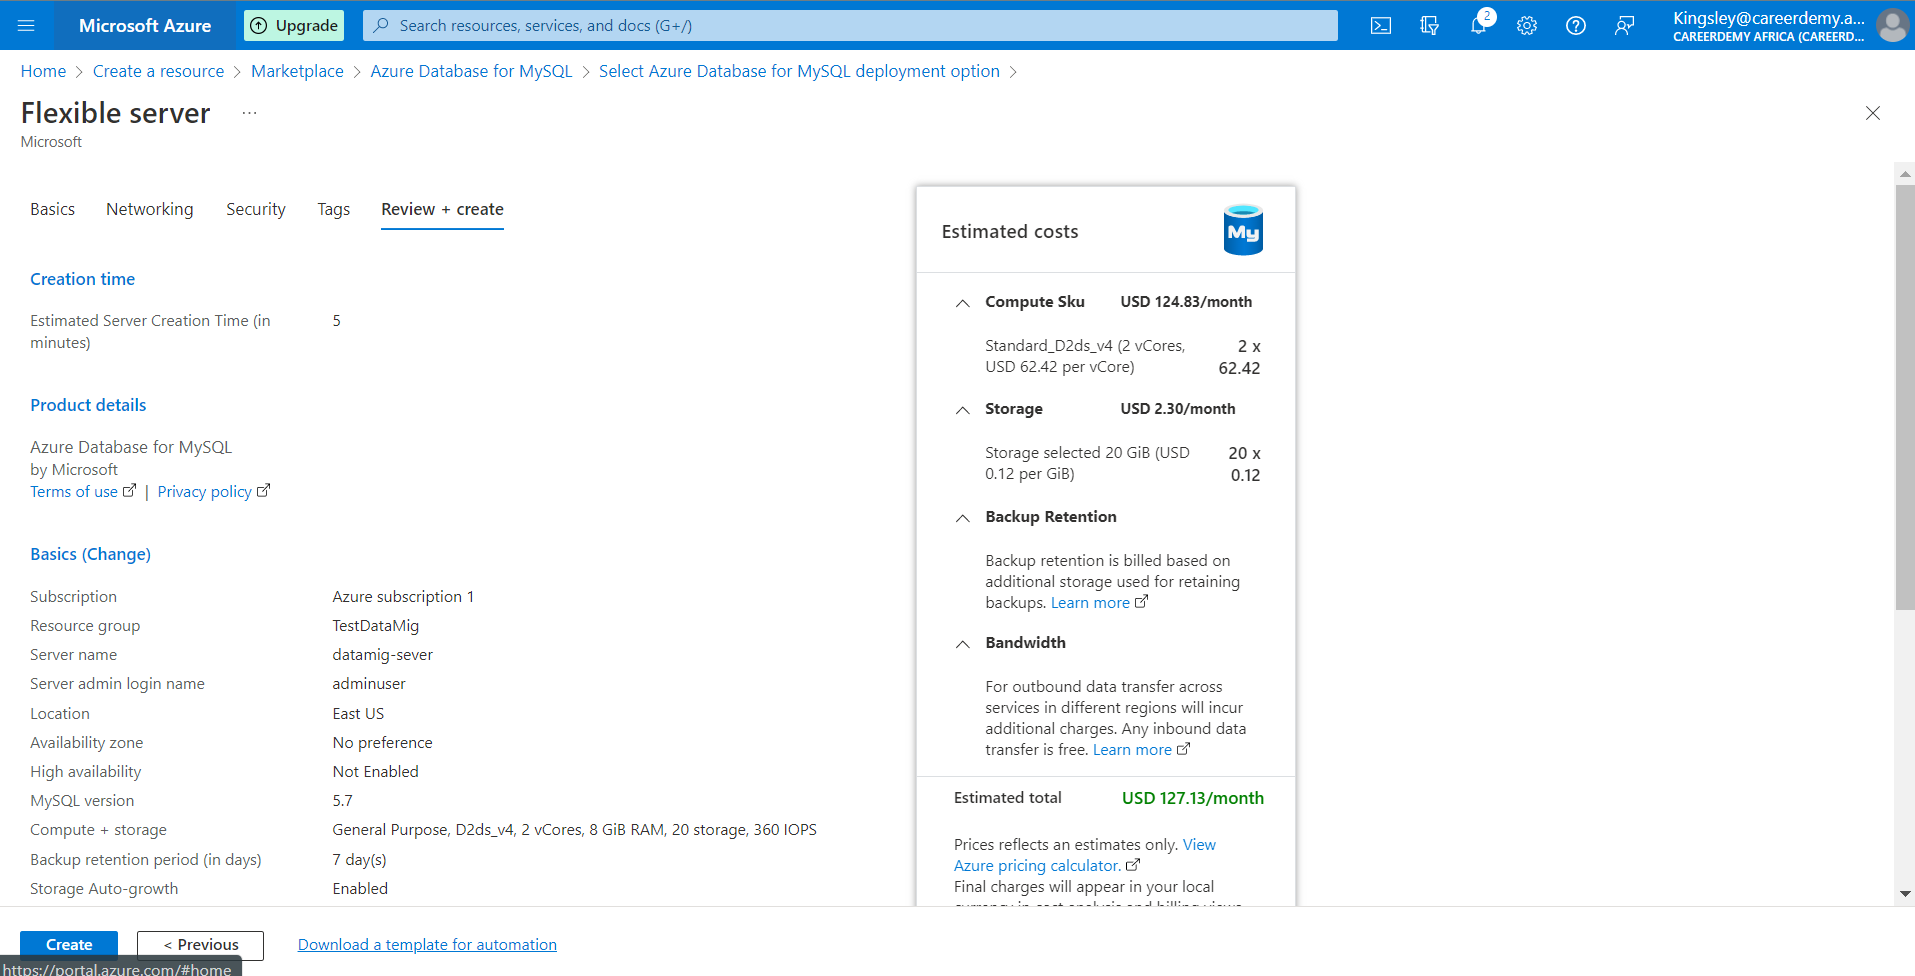 Microsoft Azure
Upgrade
Search resources, services, and docs (G+/)
2
Kingsley@careerdemy.a...
CAREERDEMY AFRICA (CAREERD...
Home > Create a resource > Marketplace > Azure Database for MySQL > Select Azure Database for MySQL deployment option >
Flexible server ...
Microsoft
Basics Networking Security Tags Review + create
Creation time
Estimated Server Creation Time (in 5
minutes)
Product details
Azure Database for MySQL
by Microsoft
Terms of use | Privacy policy
Basics (Change)
Subscription Azure subscription 1
Resource group TestDataMig
Server name datamig-sever
Server admin login name adminuser
Location East US
Availability zone No preference
High availability Not Enabled
MySQL version 5.7
Compute + storage General Purpose, D2ds_v4, 2 vCores, 8 GiB RAM, 20 storage, 360 IOPS
Backup retention period (in days) 7 day(s)
Storage Auto-growth Enabled
Estimated costs
My
Compute Sku USD 124.83/month
Standard_D2ds_v4 (2 vCores, 2 x
USD 62.42 per vCore) 62.42
Storage USD 2.30/month
Storage selected 20 GiB (USD 20 x
0.12 per GiB) 0.12
Backup Retention
Backup retention is billed based on
additional storage used for retaining
backups. Learn more
Bandwidth
For outbound data transfer across
services in different regions will incur
additional charges. Any inbound data
transfer is free. Learn more
Estimated total USD 127.13/month
Prices reflects an estimates only. View
Azure pricing calculator.
Final charges will appear in your local
currency in cost analysis and billing views.
Create < Previous Download a template for automation
https://portal.azure.com/#home